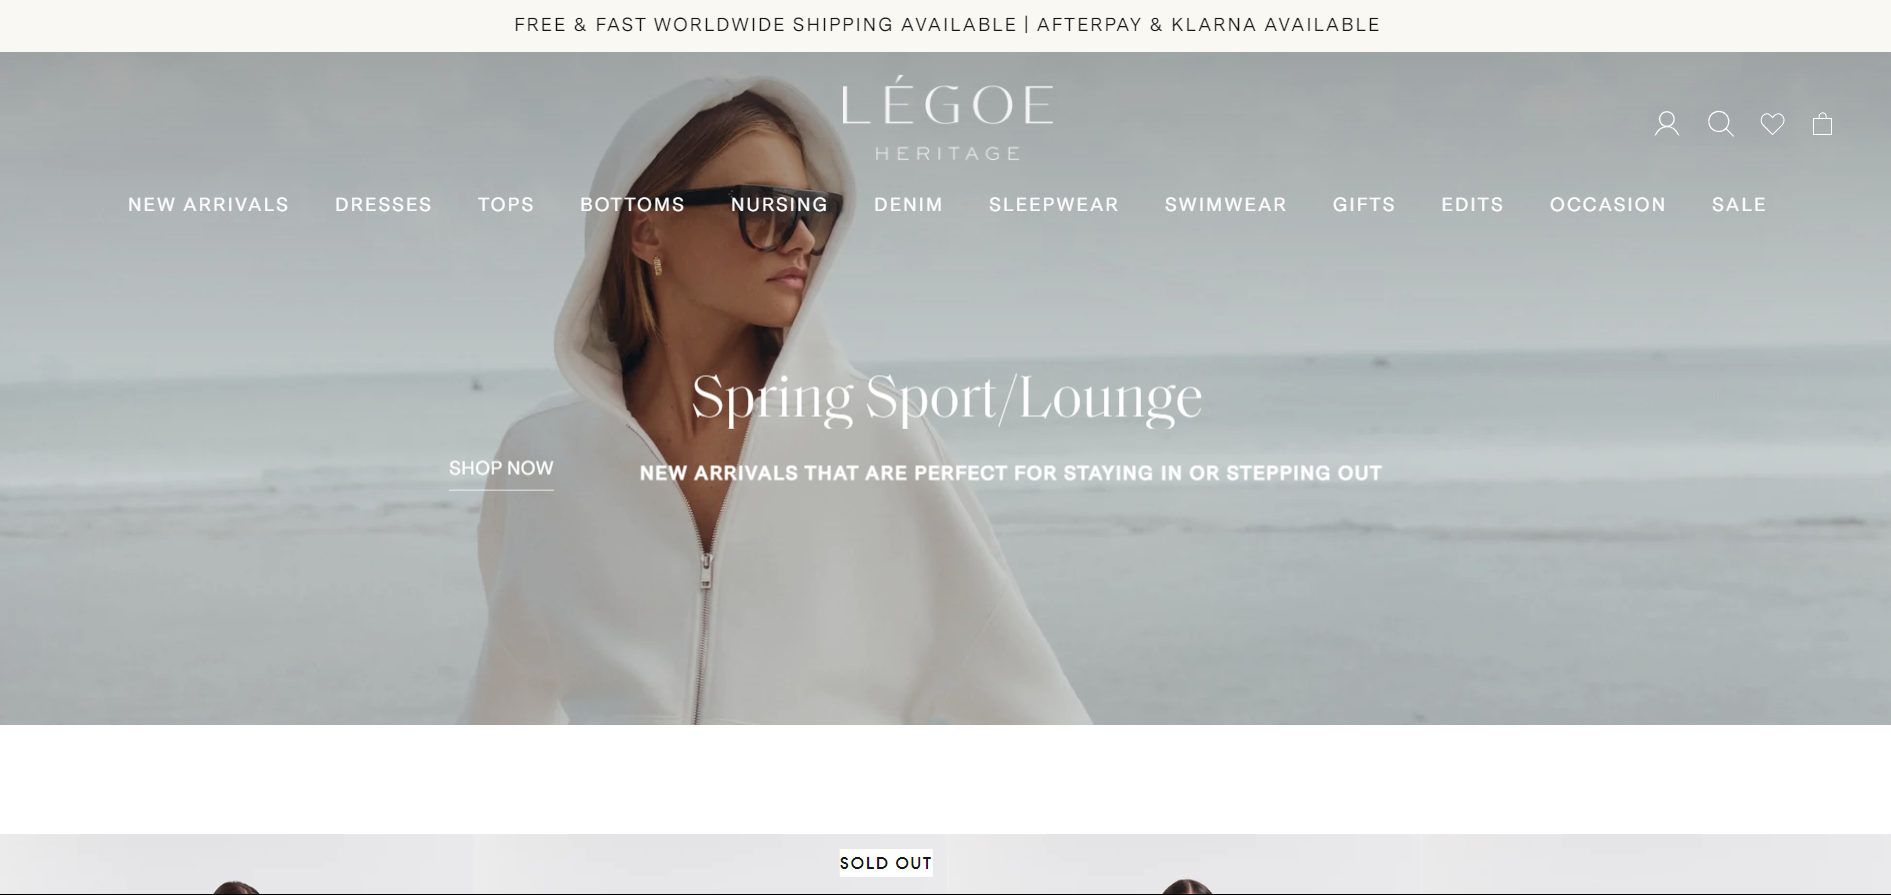 FREE & FAST WORLDWIDE SHIPPING AVAILABLE | AFTERPAY & KLARNA AVAILABLE
LÉGOE
HERITAGE
NEW ARRIVALS DRESSES TOPS BOTTOMS NURSING DENIM SLEEPWEAR SWIMWEAR GIFTS EDITS OCCASION SALE
Spring Sport/Lounge
SHOP NOW NEW ARRIVALS THAT ARE PERFECT FOR STAYING IN OR STEPPING OUT
SOLD OUT